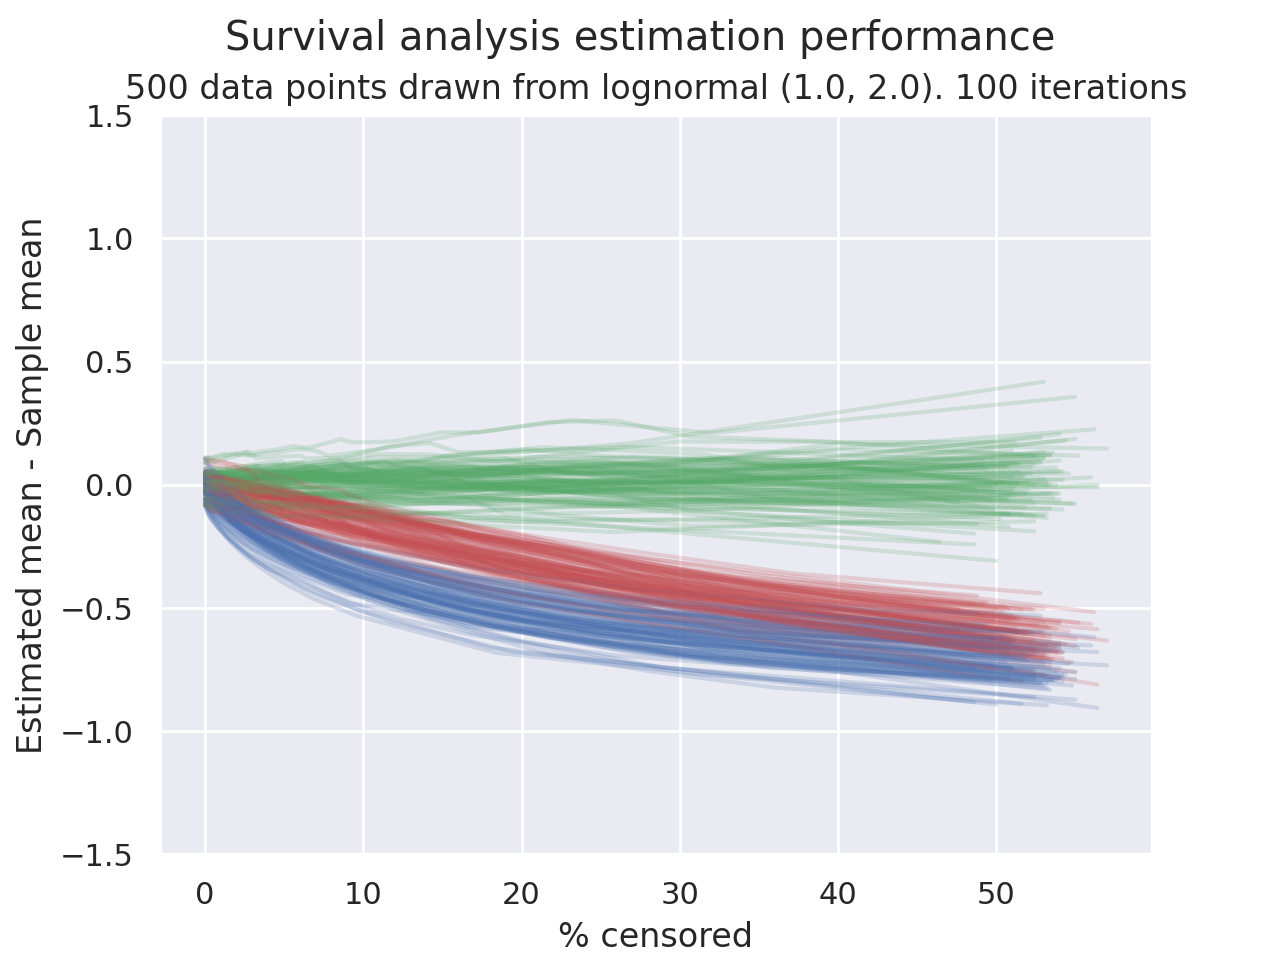 Survival analysis estimation performance
500 data points drawn from lognormal (1.0, 2.0). 100 iterations
Estimated mean - Sample mean
1.5
1.0
0.5
0.0
−0.5
−1.0
−1.5
0 10 20 30 40 50
% censored